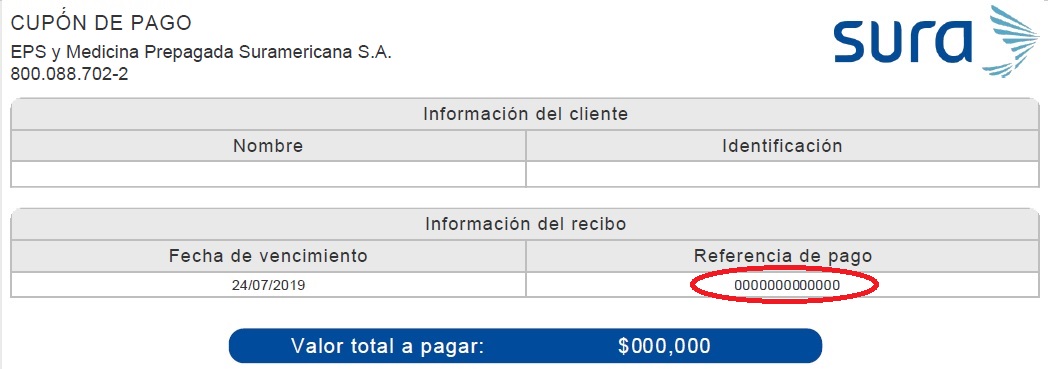 CUPÓN DE PAGO
EPS y Medicina Prepagada Suramericana S.A.
800.088.702-2
sura
Información del cliente
Nombre Identificación
Información del recibo
Fecha de vencimiento Referencia de pago
24/07/2019 0000000000000
Valor total a pagar: $000,000